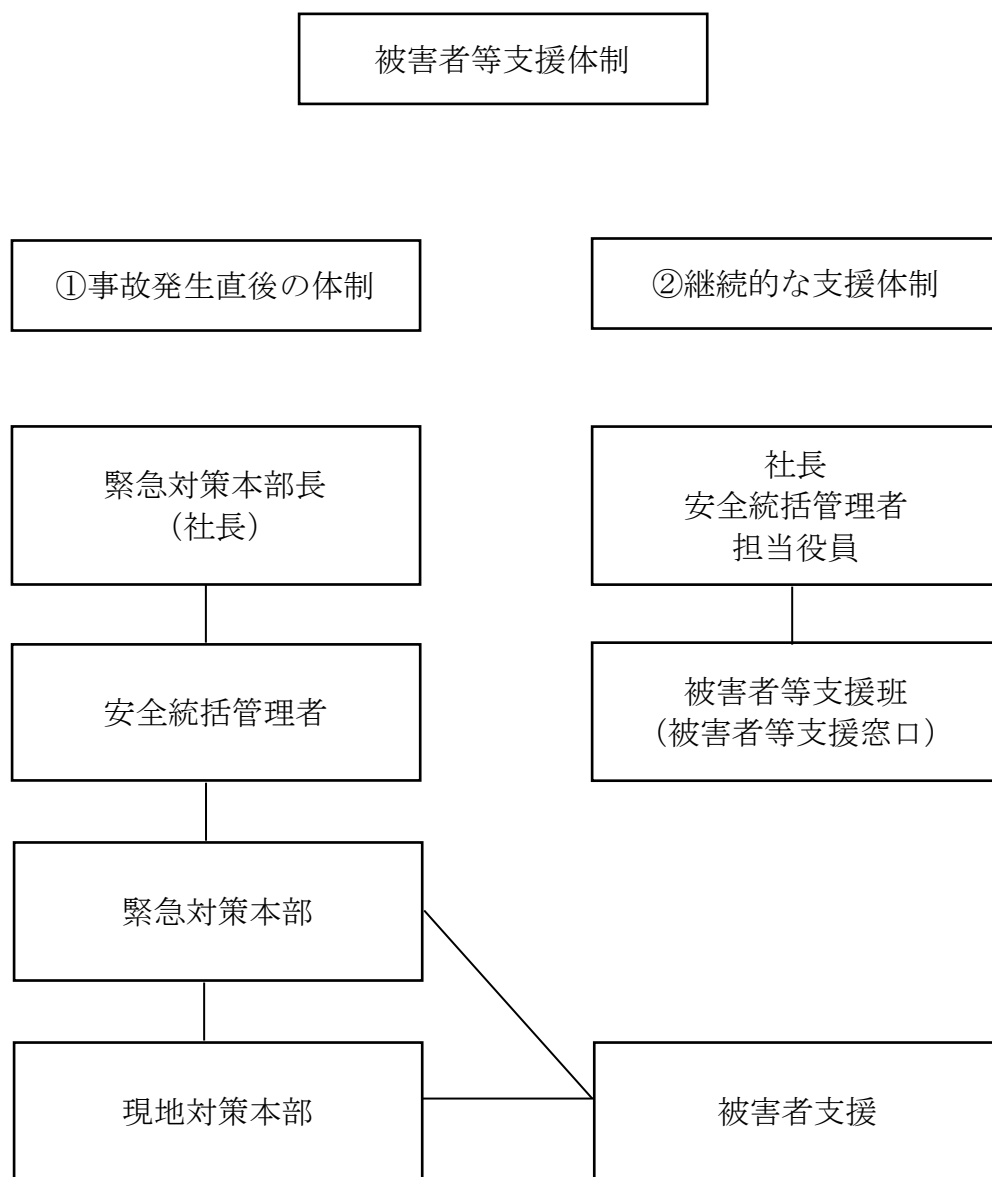 被害者等支援体制
①事故発生直後の体制
②継続的な支援体制
緊急対策本部長
(社長)
社長
安全統括管理者
担当役員
安全統括管理者
被害者等支援班
(被害者等支援窓口)
緊急対策本部
現地対策本部
被害者支援